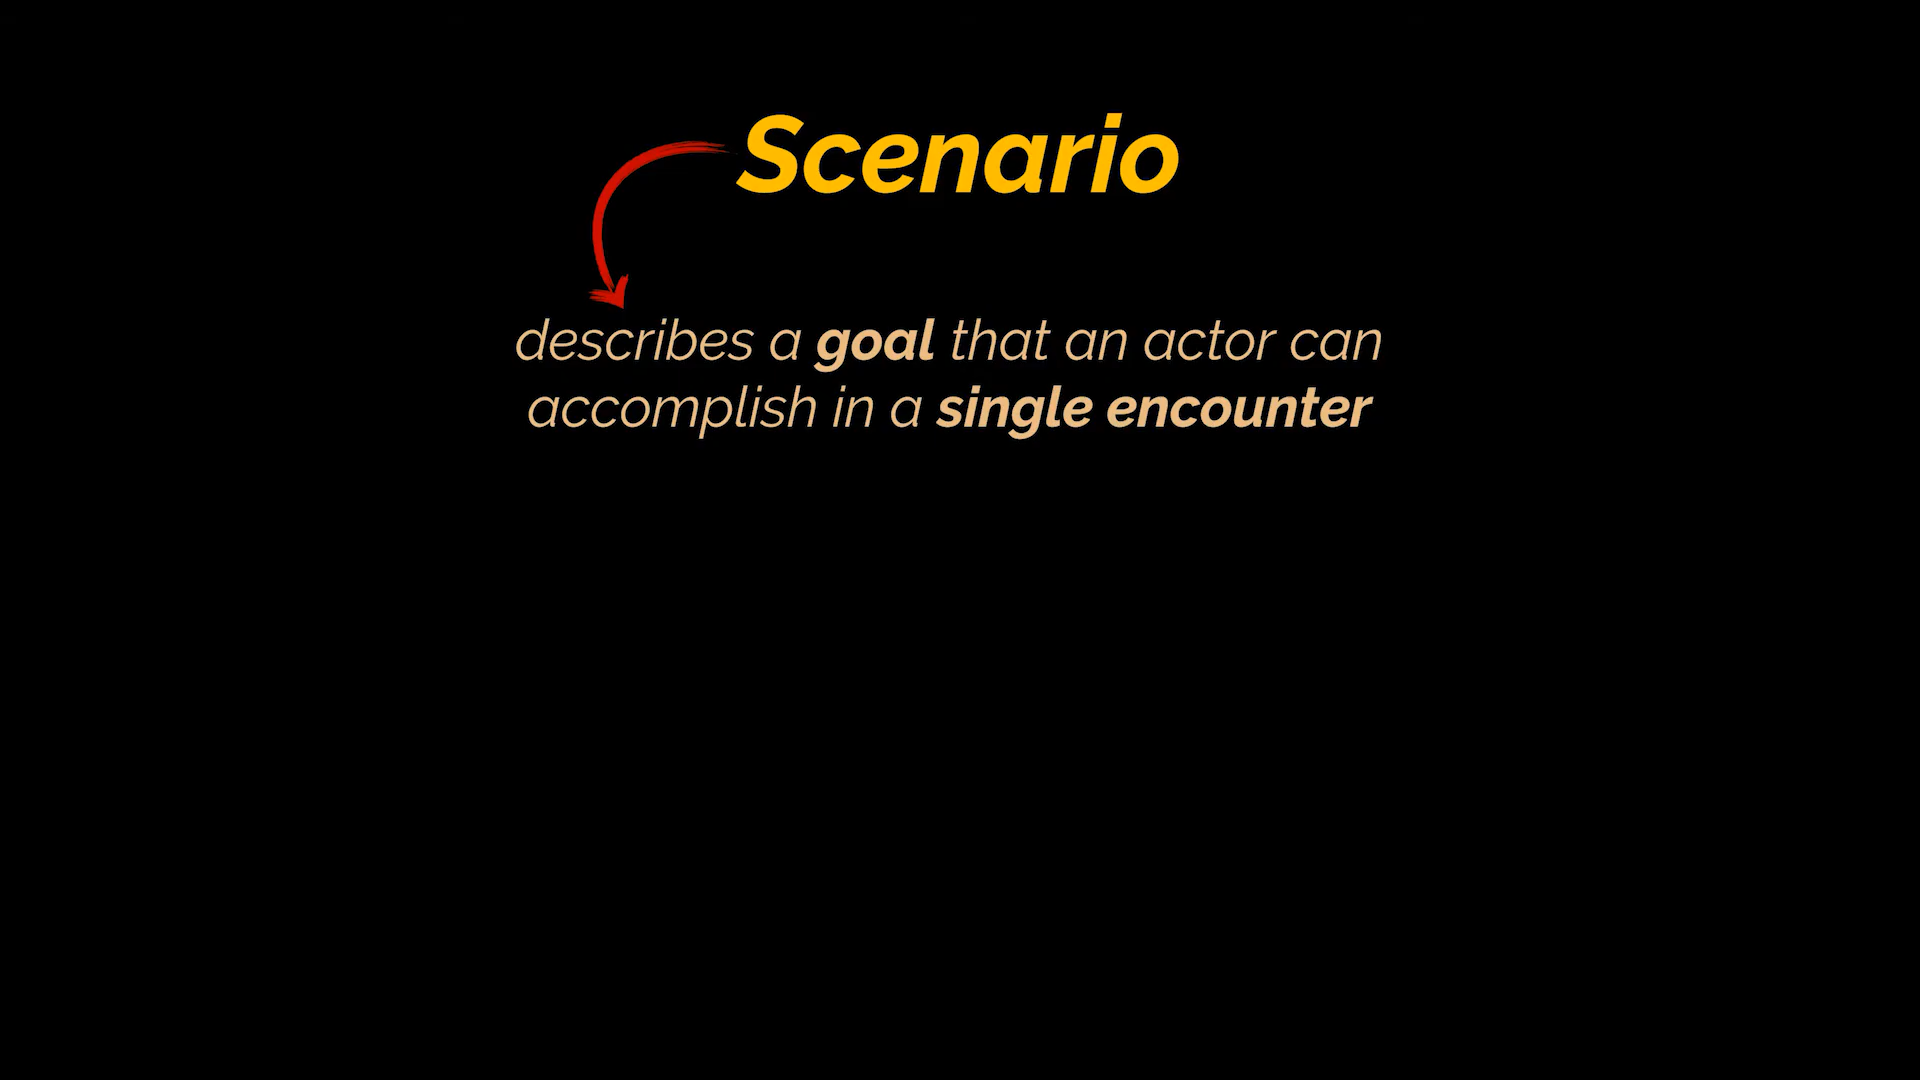 Scenario
describes a goal that an actor can
accomplish in a single encounter